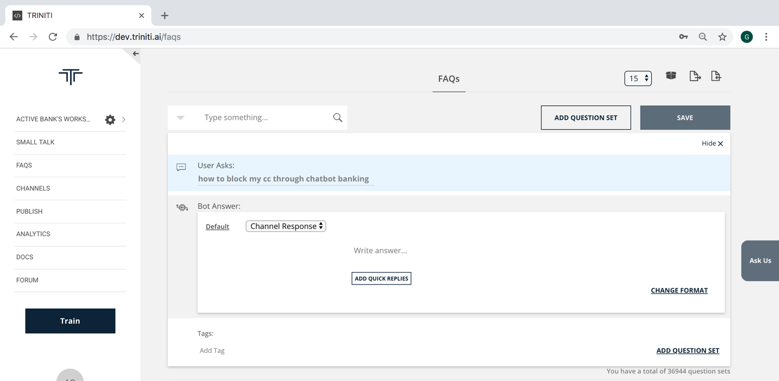 TRINITI
https://dev.triniti.ai/faqs
G
FAQs
15
ACTIVE BANK'S WORKS...
SMALL TALK
FAQS
CHANNELS
PUBLISH
ANALYTICS
DOCS
FORUM
Train
Type something...
ADD QUESTION SET
SAVE
Hide
User Asks:
how to block my cc through chatbot banking
Bot Answer:
Default
Channel Response
Write answer...
ADD QUICK REPLIES
CHANGE FORMAT
Tags:
Add Tag
ADD QUESTION SET
You have a total of 36944 question sets
Ask Us